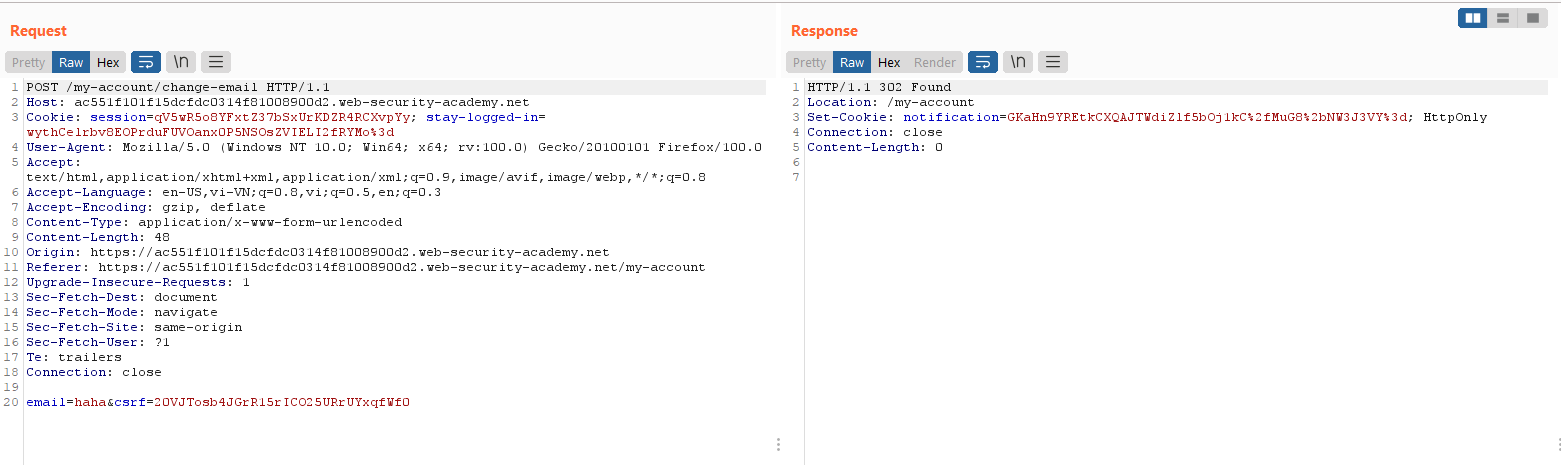 Request
Pretty Raw Hex \n
1 POST /my-account/change-email HTTP/1.1
2 Host: ac551f101f15dcfdc0314f81008900d2.web-security-academy.net
3 Cookie: session=qV5wR5o8YFxtZ37bSxUrKDZR4RCXvpYy; stay-logged-in=
wythCelrbv8EOPrduFUVOanx0P5NSOsZVIELI2fRYMo%3d
4 User-Agent: Mozilla/5.0 (Windows NT 10.0; Win64; x64; rv:100.0) Gecko/20100101 Firefox/100.0
5 Accept:
text/html,application/xhtml+xml,application/xml;q=0.9,image/avif,image/webp,*/*;q=0.8
6 Accept-Language: en-US,vi-VN;q=0.8,vi;q=0.5,en;q=0.3
7 Accept-Encoding: gzip, deflate
8 Content-Type: application/x-www-form-urlencoded
9 Content-Length: 48
10 Origin: https://ac551f101f15dcfdc0314f81008900d2.web-security-academy.net
11 Referer: https://ac551f101f15dcfdc0314f81008900d2.web-security-academy.net/my-account
12 Upgrade-Insecure-Requests: 1
13 Sec-Fetch-Dest: document
14 Sec-Fetch-Mode: navigate
15 Sec-Fetch-Site: same-origin
16 Sec-Fetch-User: ?1
17 Te: trailers
18 Connection: close
19
20 email=haha&csrf=20VJTosb4JGrR15rICO25URrUYxqfWf0
Response
Pretty Raw Hex Render \n
1 HTTP/1.1 302 Found
2 Location: /my-account
3 Set-Cookie: notification=GKaHn9YREtkCXQAJTWdiZlf5bOj1kC%2fMuG8%2bNW3J3VY%3d; HttpOnly
4 Connection: close
5 Content-Length: 0
6
7